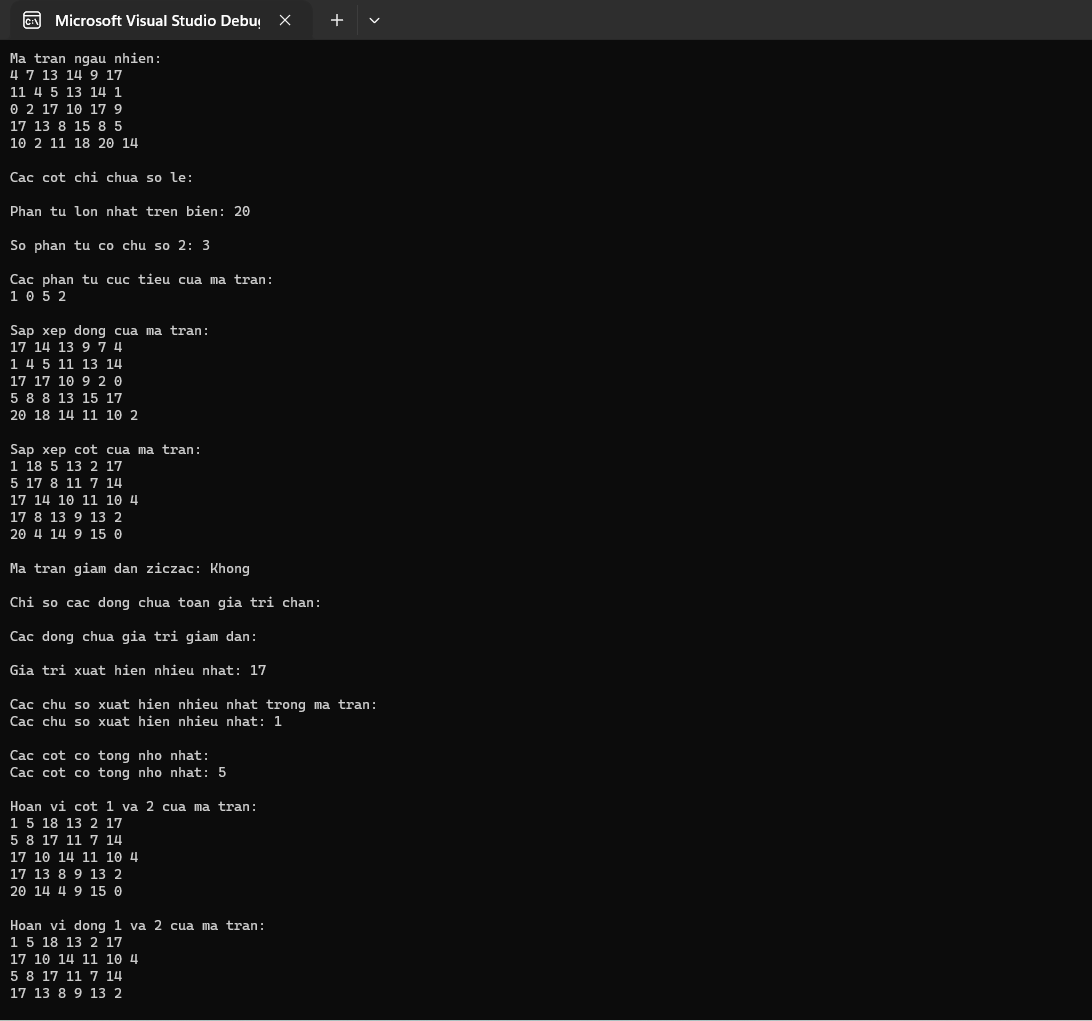 Microsoft Visual Studio Debug
Ma tran ngau nhien:
4 7 13 14 9 17
11 4 5 13 14 1
0 2 17 10 17 9
17 13 8 15 8 5
10 2 11 18 20 14
Cac cot chi chua so le:
Phan tu lon nhat tren bien: 20
So phan tu co chu so 2: 3
Cac phan tu cuc tieu cua ma tran:
1 0 5 2
Sap xep dong cua ma tran:
17 14 13 9 7 4
1 4 5 11 13 14
17 17 10 9 2 0
5 8 8 13 15 17
20 18 14 11 10 2
Sap xep cot cua ma tran:
1 18 5 13 2 17
5 17 8 11 7 14
17 14 10 11 10 4
17 8 13 9 13 2
20 4 14 9 15 0
Ma tran giam dan ziczac: Khong
Chi so cac dong chua toan gia tri chan:
Cac dong chua gia tri giam dan:
Gia tri xuat hien nhieu nhat: 17
Cac chu so xuat hien nhieu nhat trong ma tran:
Cac chu so xuat hien nhieu nhat: 1
Cac cot co tong nho nhat:
Cac cot co tong nho nhat: 5
Hoan vi cot 1 va 2 cua ma tran:
1 5 18 13 2 17
5 8 17 11 7 14
17 10 14 11 10 4
17 13 8 9 13 2
20 14 4 9 15 0
Hoan vi dong 1 va 2 cua ma tran:
1 5 18 13 2 17
17 10 14 11 10 4
5 8 17 11 7 14
17 13 8 9 13 2